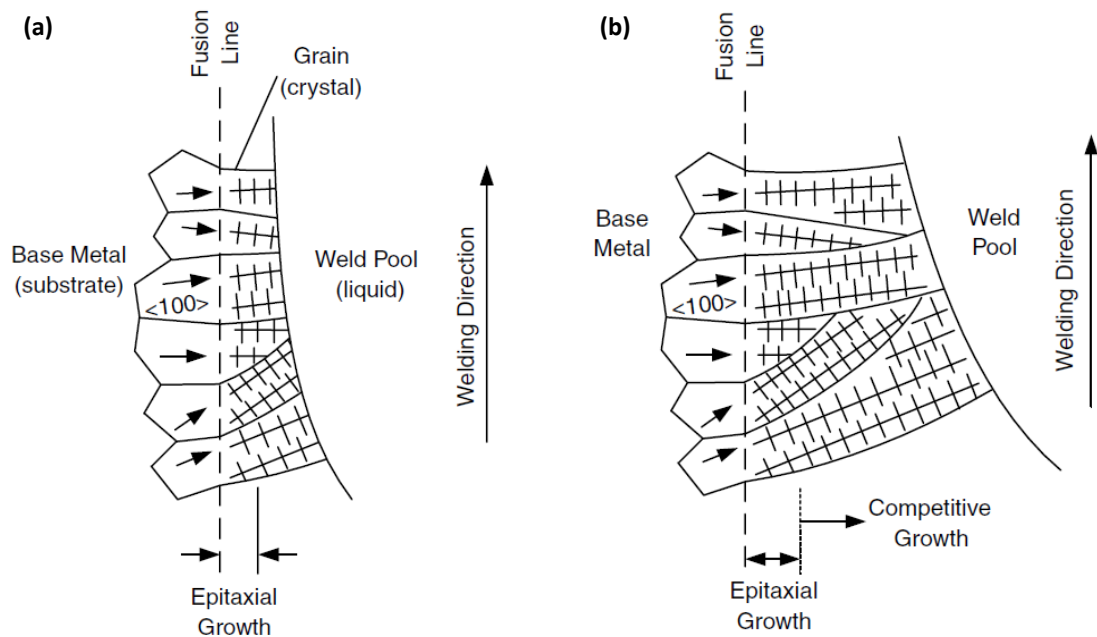 (a)
Fusion
Line
Grain
(crystal)
Base Metal
(substrate)
<100>
Weld Pool
(liquid)
Welding Direction
Epitaxial
Growth
(b)
Fusion
Line
Base
Metal
<100>
Weld
Pool
Welding Direction
Competitive
Growth
Epitaxial
Growth